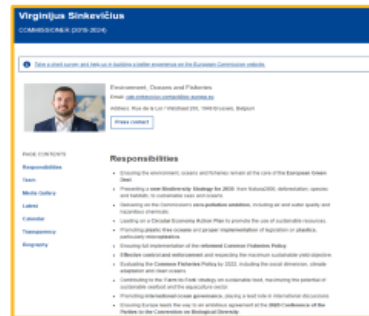 Virginijus Sinkevičius
COMMISSIONER (2019-2024)
Take a short survey and help us in building a better experience on the European Commission website.
Environment, Oceans and Fisheries
Email:
Address: Rue de la Loi / Wetstraat 200, 1049 Brussels, Belgium
Press contact
PAGE CONTENTS
Responsibilities
Team
Media Gallery
Latest
Calendar
Transparency
Biography
Responsibilities
Ensuring the environment, oceans and fisheries remain at the core of the European Green
Deal
Presenting a new Biodiversity Strategy for 2030: from Natura2000, deforestation, species
and habitats, to sustainable seas and oceans
Delivering on the Commission's zero-pollution ambition, including air and water quality and
hazardous chemicals
Leading on a Circular Economy Action Plan to promote the use of sustainable resources
Promoting plastic-free oceans and proper implementation of legislation on plastics,
particularly microplastics
Ensuring full implementation of the reformed Common Fisheries Policy
Effective control and enforcement and respecting the maximum sustainable yield objective
Evaluating the Common Fisheries Policy by 2022, including the social dimension, climate
adaptation and clean oceans
Contributing to the 'Farm to Fork' strategy on sustainable food, maximizing the potential of
sustainable seafood and the aquaculture sector
Promoting international ocean governance, playing a lead role in international discussions
Ensuring Europe leads the way to an ambitious agreement at the 2020 Conference of the
Parties to the Convention on Biological Diversity